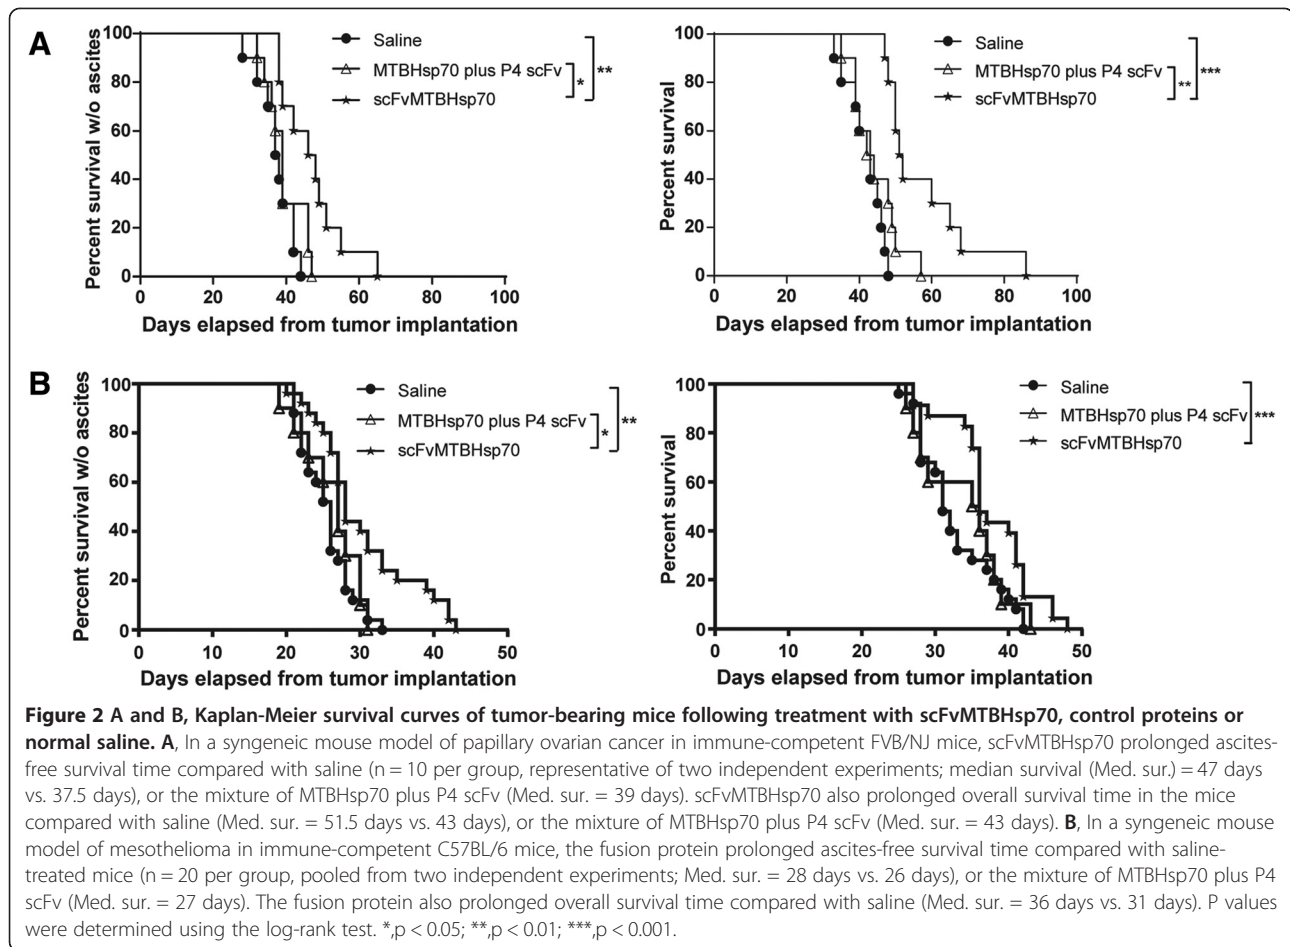 A
Percent survival w/o ascites
100
80
60
40
20
0
0 20 40 60 80 100
Days elapsed from tumor implantation
Saline
MTBHsp70 plus P4 scFv
scFvMTBHsp70
*
**
Percent survival
100
80
60
40
20
0
0 20 40 60 80 100
Days elapsed from tumor implantation
Saline
MTBHsp70 plus P4 scFv
scFvMTBHsp70
**
***
B
Percent survival w/o ascites
100
80
60
40
20
0
0 10 20 30 40 50
Days elapsed from tumor implantation
Saline
MTBHsp70 plus P4 scFv
scFvMTBHsp70
*
**
Percent survival
100
80
60
40
20
0
0 10 20 30 40 50
Days elapsed from tumor implantation
Saline
MTBHsp70 plus P4 scFv
scFvMTBHsp70
***
Figure 2 A and B, Kaplan-Meier survival curves of tumor-bearing mice following treatment with scFvMTBHsp70, control proteins or
normal saline. A, In a syngeneic mouse model of papillary ovarian cancer in immune-competent FVB/NJ mice, scFvMTBHsp70 prolonged ascites-
free survival time compared with saline (n = 10 per group, representative of two independent experiments; median survival (Med. sur.) = 47 days
vs. 37.5 days), or the mixture of MTBHsp70 plus P4 scFv (Med. sur. = 39 days). scFvMTBHsp70 also prolonged overall survival time in the mice
compared with saline (Med. sur. = 51.5 days vs. 43 days), or the mixture of MTBHsp70 plus P4 scFv (Med. sur. = 43 days). B, In a syngeneic mouse
model of mesothelioma in immune-competent C57BL/6 mice, the fusion protein prolonged ascites-free survival time compared with saline-
treated mice (n = 20 per group, pooled from two independent experiments; Med. sur. = 28 days vs. 26 days), or the mixture of MTBHsp70 plus P4
scFv (Med. sur. = 27 days). The fusion protein also prolonged overall survival time compared with saline (Med. sur. = 36 days vs. 31 days). P values
were determined using the log-rank test. *,p < 0.05; **,p < 0.01; ***,p < 0.001.